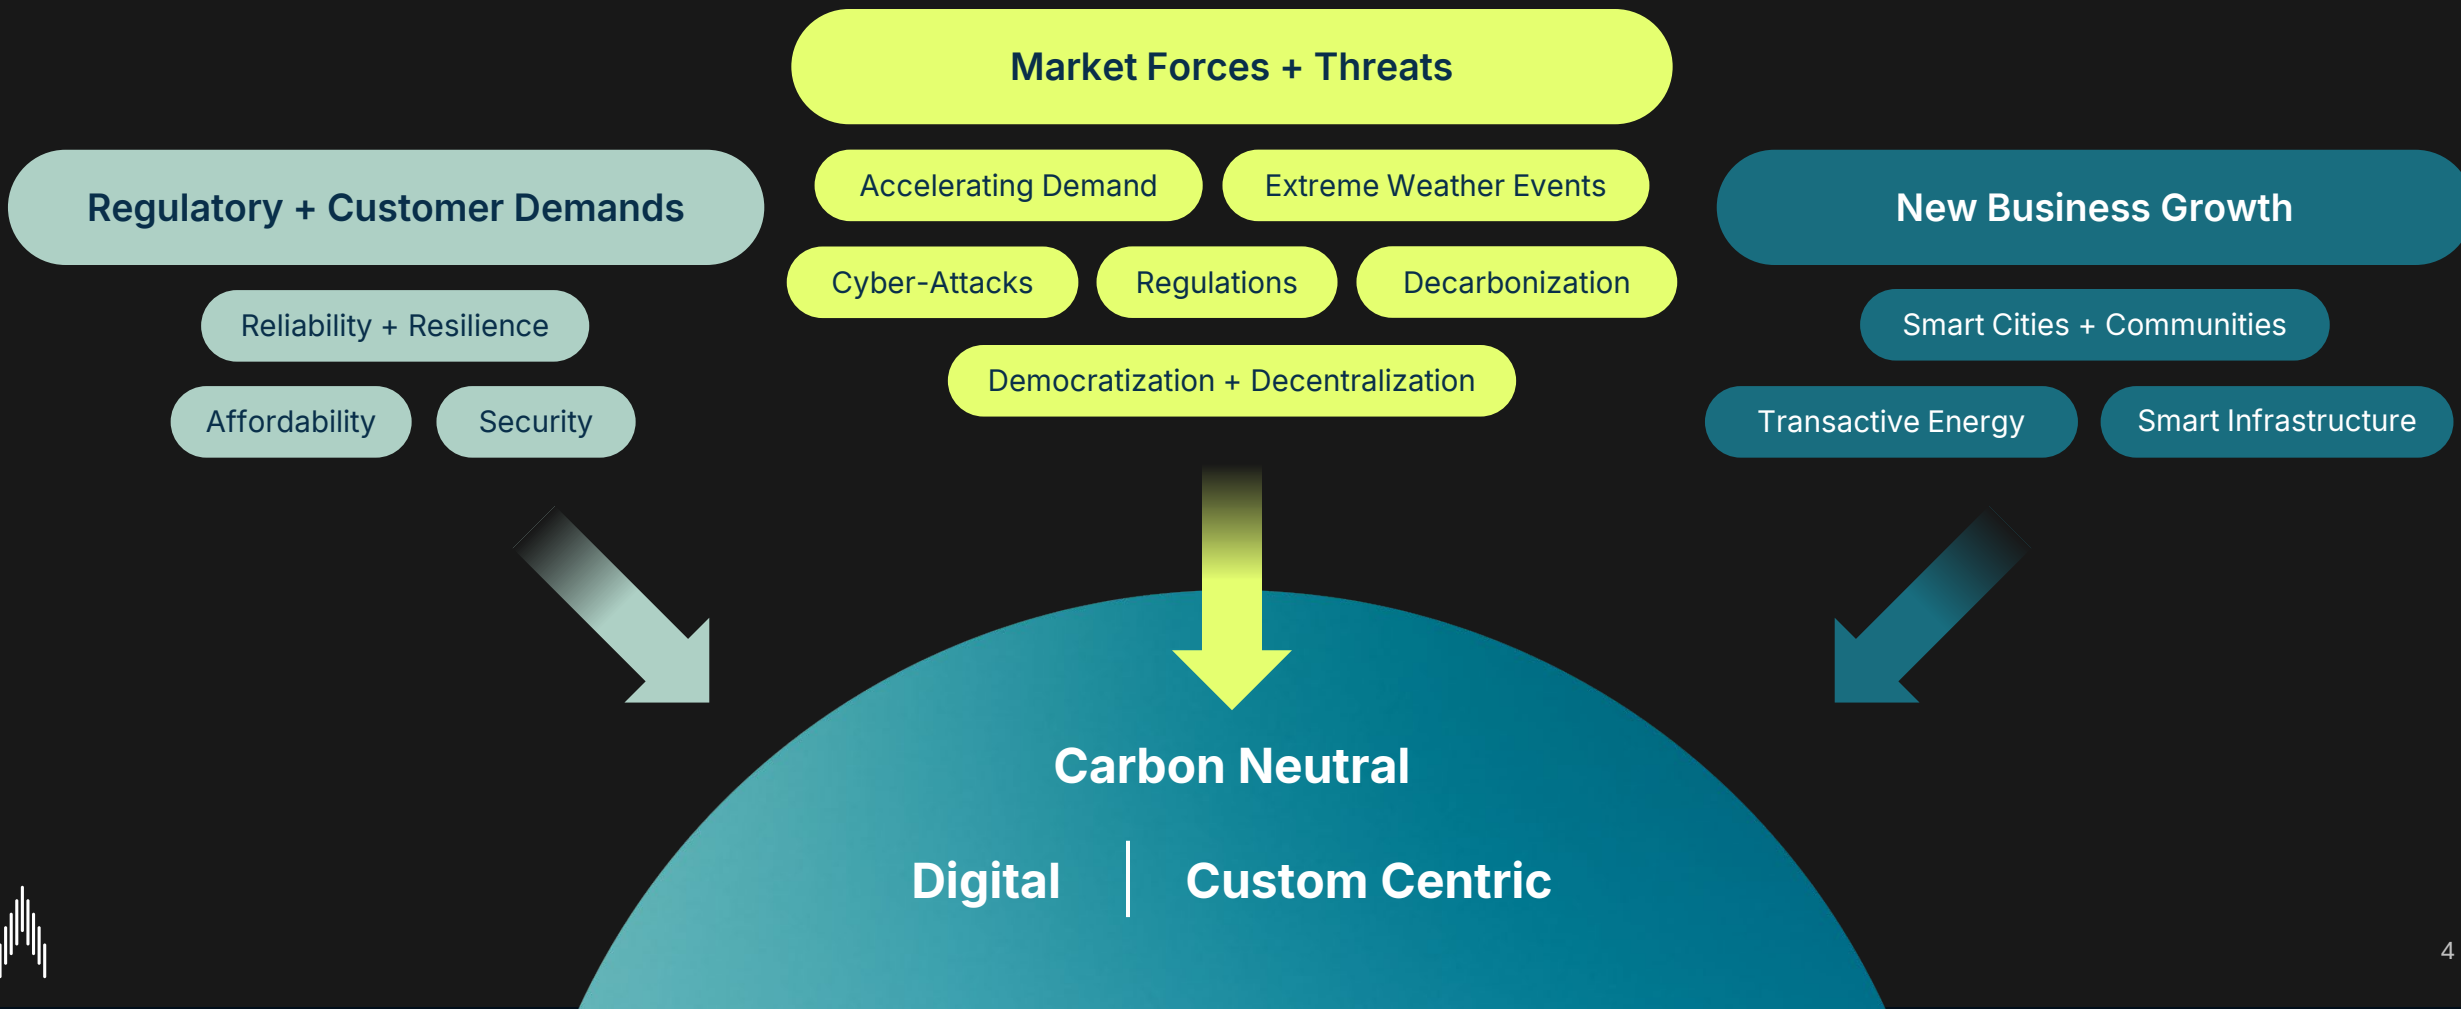 Market Forces + Threats
Accelerating Demand
Extreme Weather Events
Cyber-Attacks
Regulations
Decarbonization
Democratization + Decentralization
Regulatory + Customer Demands
Reliability + Resilience
Affordability
Security
New Business Growth
Smart Cities + Communities
Transactive Energy
Smart Infrastructure
Carbon Neutral
Digital
Custom Centric
4